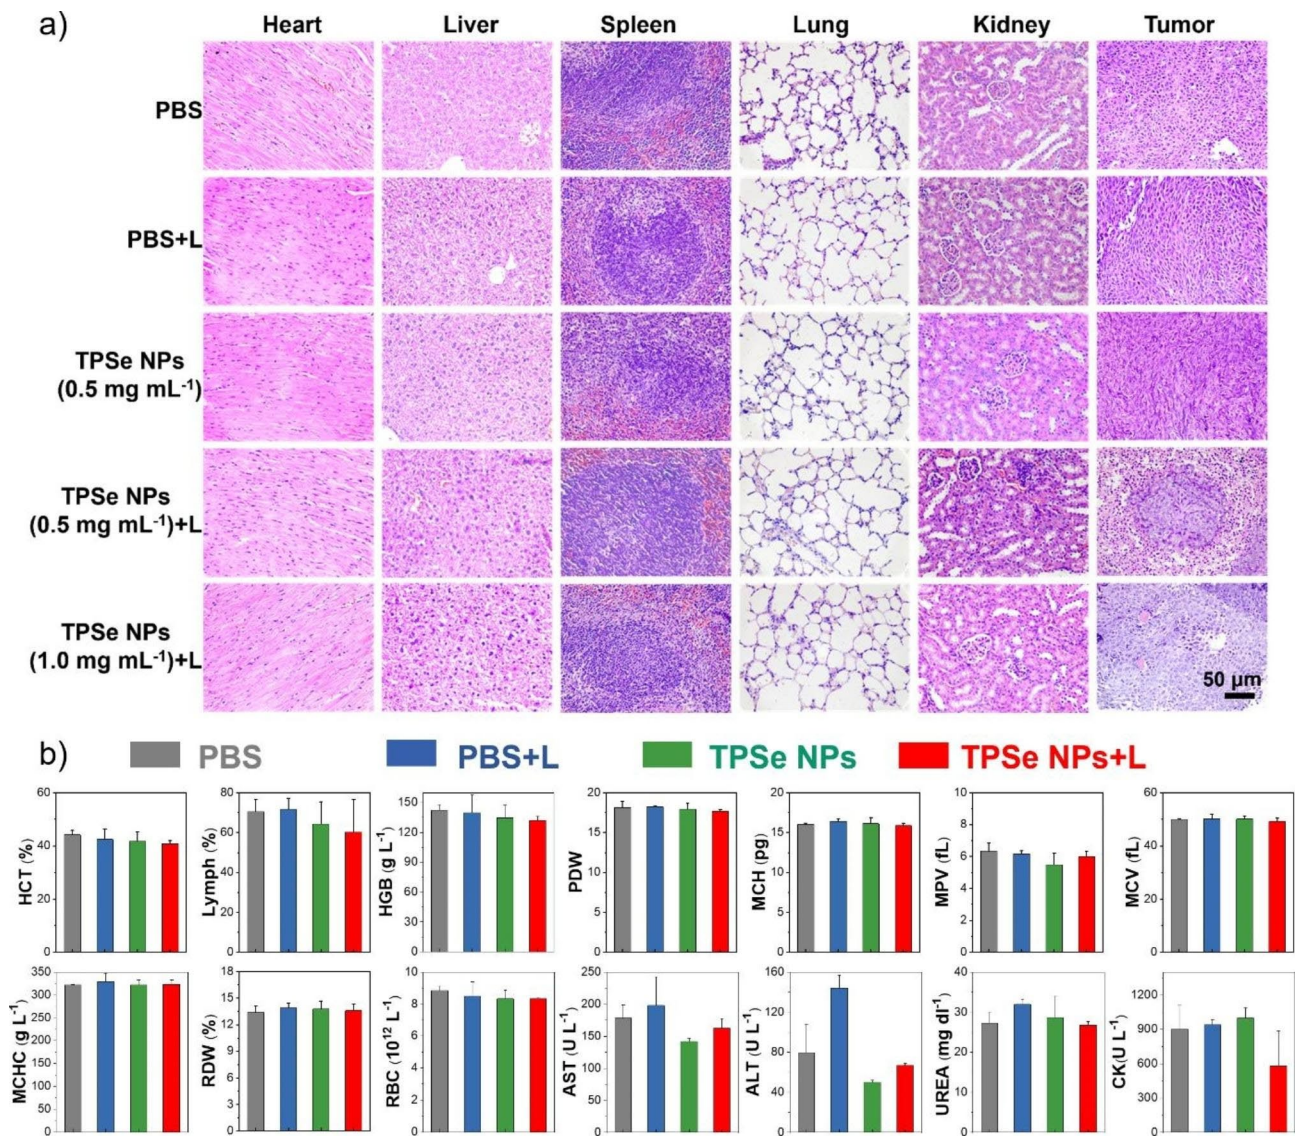 a)
Heart Liver Spleen Lung Kidney Tumor
PBS
PBS+L
TPSe NPs
(0.5 mg mL⁻¹)
TPSe NPs
(0.5 mg mL⁻¹)+L
TPSe NPs
(1.0 mg mL⁻¹)+L
50 μm
b)
PBS PBS+L TPSe NPs TPSe NPs+L
HCT (%)
60
40
20
0
Lymph (%)
80
60
40
20
0
HGB (g L⁻¹)
150
120
90
60
30
0
PDW
20
15
10
5
0
MCH (pg)
20
15
10
5
0
MPV (fL)
10
8
6
4
2
0
MCV (fL)
60
40
20
0
MCHC (g L⁻¹)
350
300
250
200
150
100
50
0
RDW (%)
18
15
12
9
6
3
0
RBC (10¹² L⁻¹)
10
8
6
4
2
0
AST (U L⁻¹)
250
200
150
100
50
0
ALT (U L⁻¹)
160
120
80
40
0
UREA (mg dl⁻¹)
40
30
20
10
0
CK(U L⁻¹)
1200
900
600
300
0